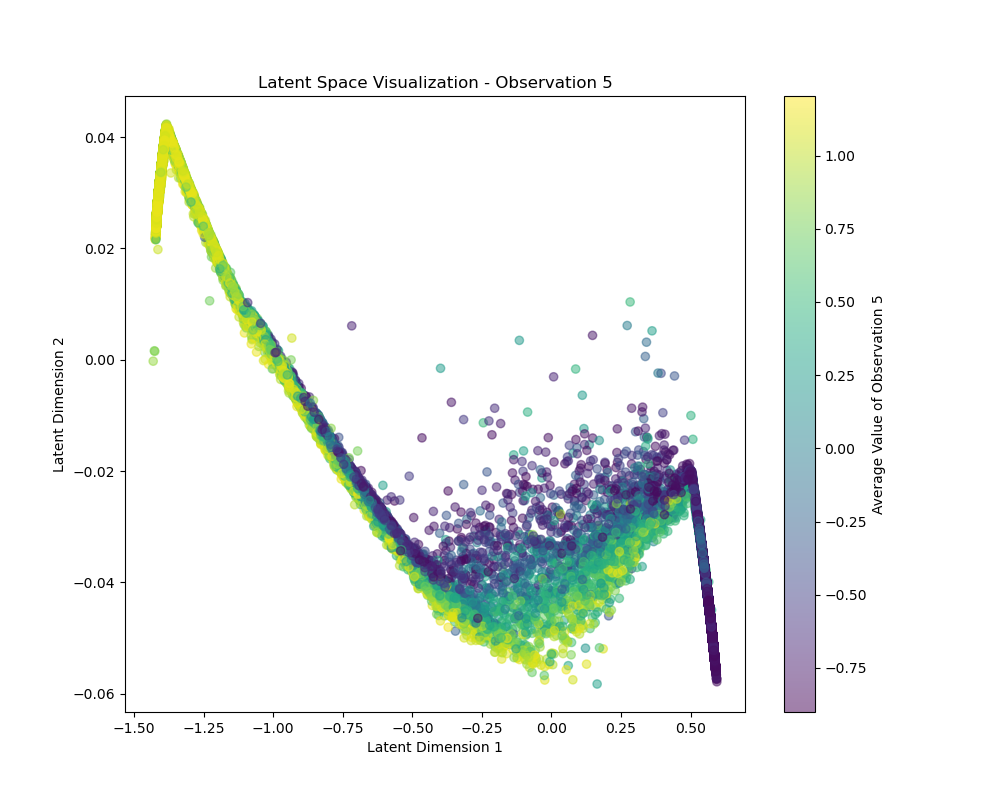 Latent Space Visualization - Observation 5
Latent Dimension 2
0.04
0.02
0.00
−0.02
−0.04
−0.06
−1.50 −1.25 −1.00 −0.75 −0.50 −0.25 0.00 0.25 0.50
Latent Dimension 1
1.00
0.75
0.50
0.25
0.00
−0.25
−0.50
−0.75
Average Value of Observation 5